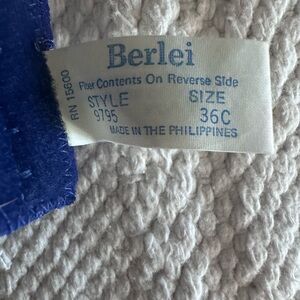 Berlei
Fiber Contents On Reverse Side
STYLE SIZE
9795 36C
MADE IN THE PHILIPPINES
RN 15600